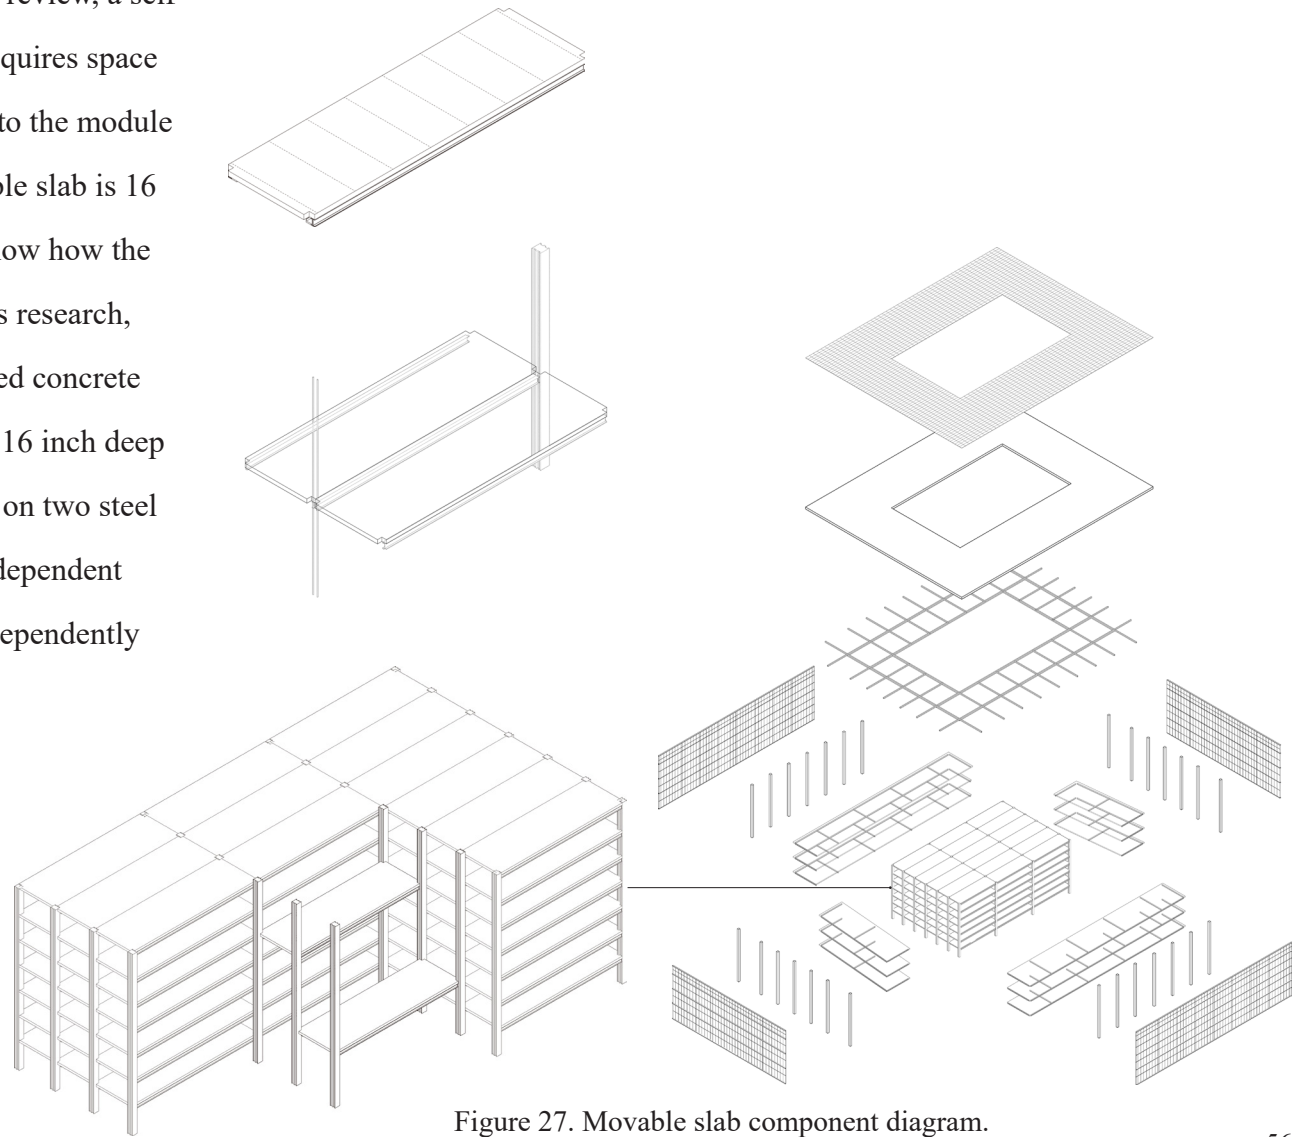 review, a self
quires space
to the module
ble slab is 16
low how the
s research,
ed concrete
16 inch deep
on two steel
dependent
ependently
Figure 27. Movable slab component diagram.